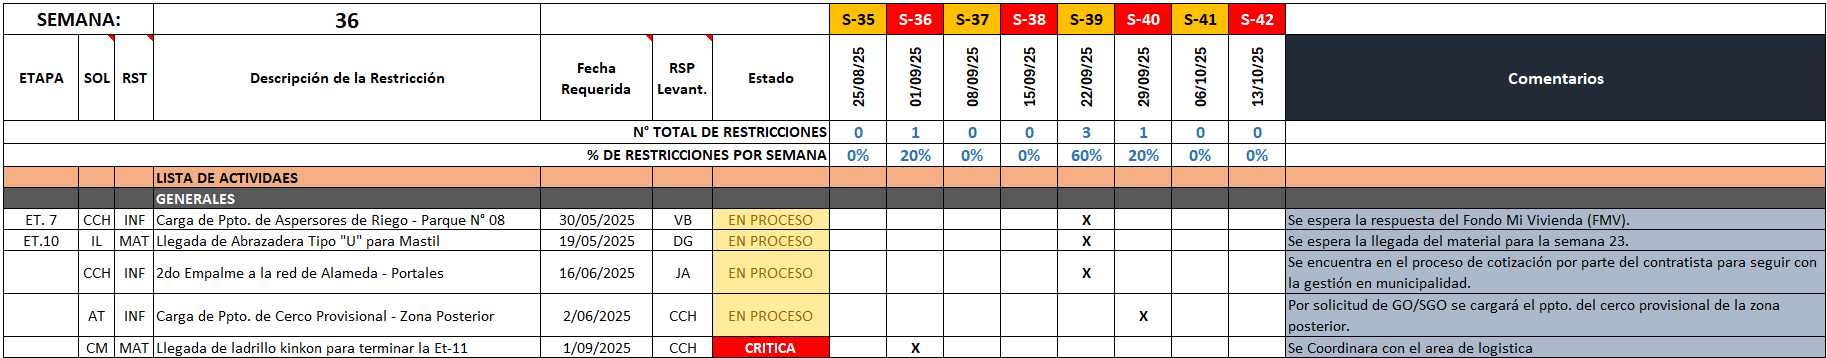 SEMANA: 36 S-35 S-36 S-37 S-38 S-39 S-40 S-41 S-42
ETAPA SOL RST Descripción de la Restricción Fecha Requerida RSP Levant. Estado 25/08/25 01/09/25 08/09/25 15/09/25 22/09/25 29/09/25 06/10/25 13/10/25 Comentarios
N° TOTAL DE RESTRICCIONES 0 1 0 0 3 1 0 0
% DE RESTRICCIONES POR SEMANA 0% 20% 0% 0% 60% 20% 0% 0%
LISTA DE ACTIVIDAES
GENERALES
ET. 7 CCH INF Carga de Ppto. de Aspersores de Riego - Parque N° 08 30/05/2025 VB EN PROCESO X Se espera la respuesta del Fondo Mi Vivienda (FMV).
ET.10 IL MAT Llegada de Abrazadera Tipo "U" para Mastil 19/05/2025 DG EN PROCESO X Se espera la llegada del material para la semana 23.
CCH INF 2do Empalme a la red de Alameda - Portales 16/06/2025 JA EN PROCESO X Se encuentra en el proceso de cotización por parte del contratista para seguir con
la gestión en municipalidad.
AT INF Carga de Ppto. de Cerco Provisional - Zona Posterior 2/06/2025 CCH EN PROCESO X Por solicitud de GO/SGO se cargará el ppto. del cerco provisional de la zona
posterior.
CM MAT Llegada de ladrillo kinkon para terminar la Et-11 1/09/2025 CCH CRITICA X Se Coordinara con el area de logistica